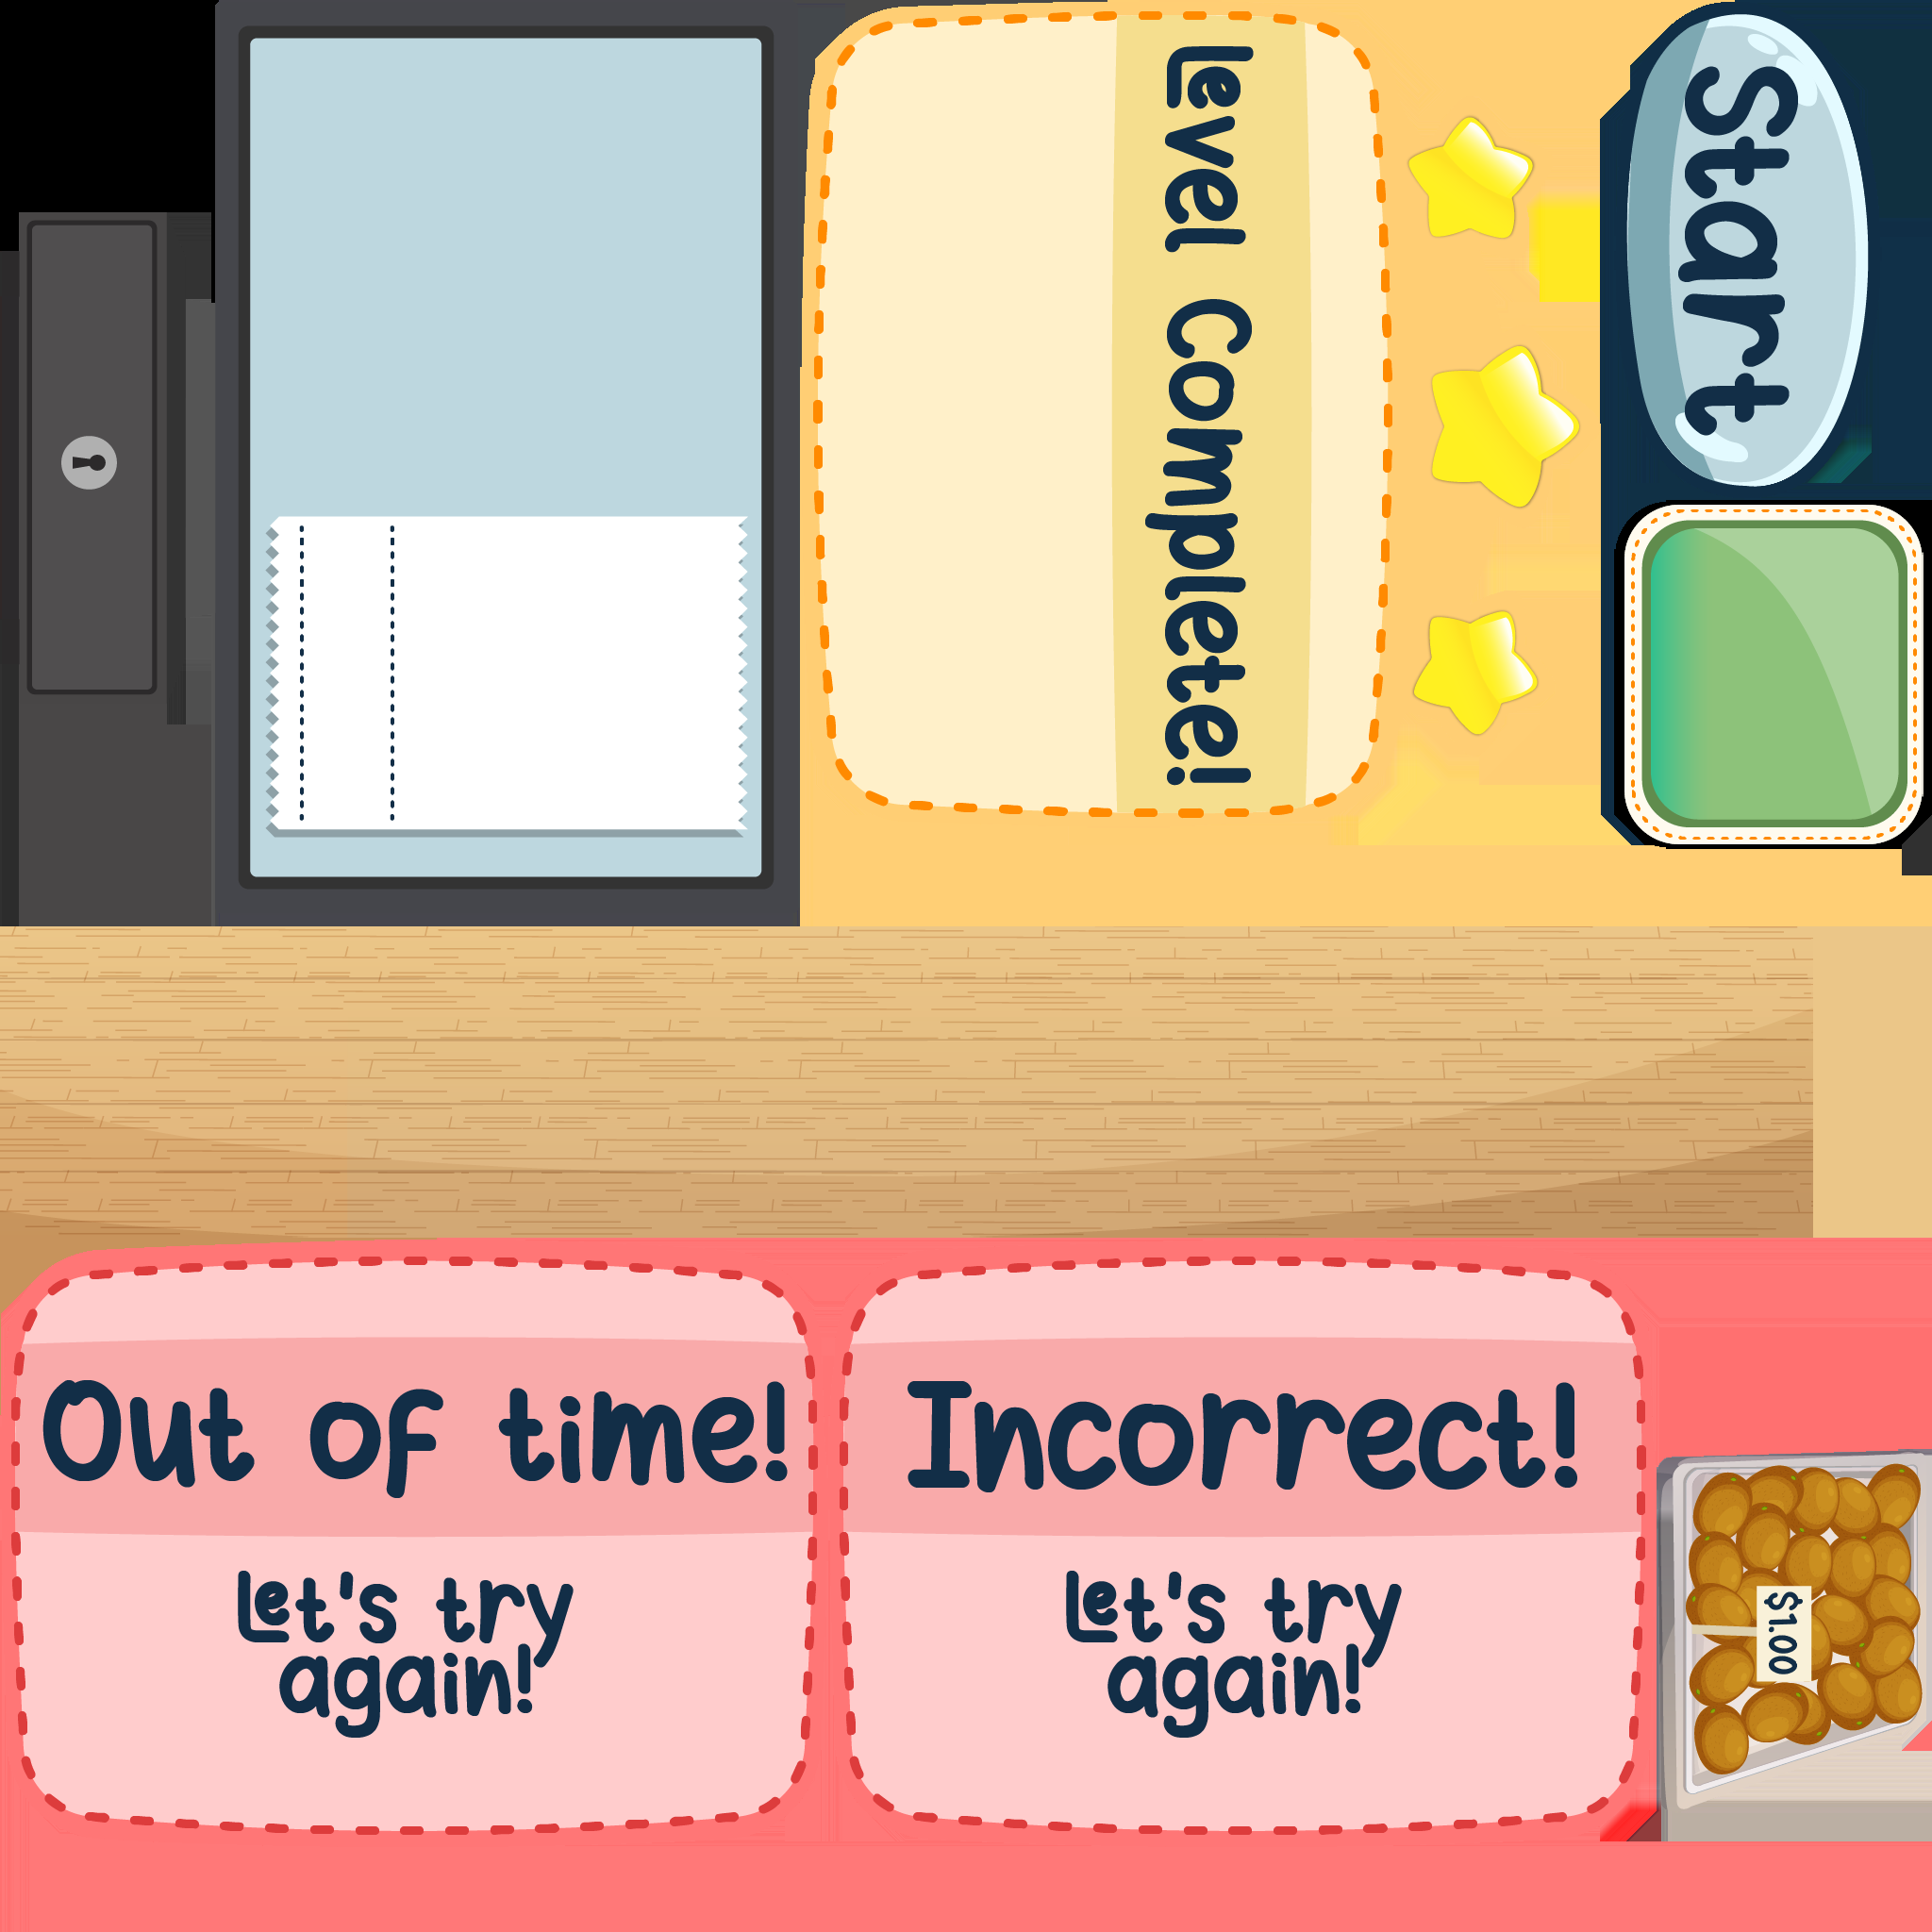 Level Complete!
Start
Out of time!
Let's try
again!
Incorrect!
Let's try
again!
$1.00